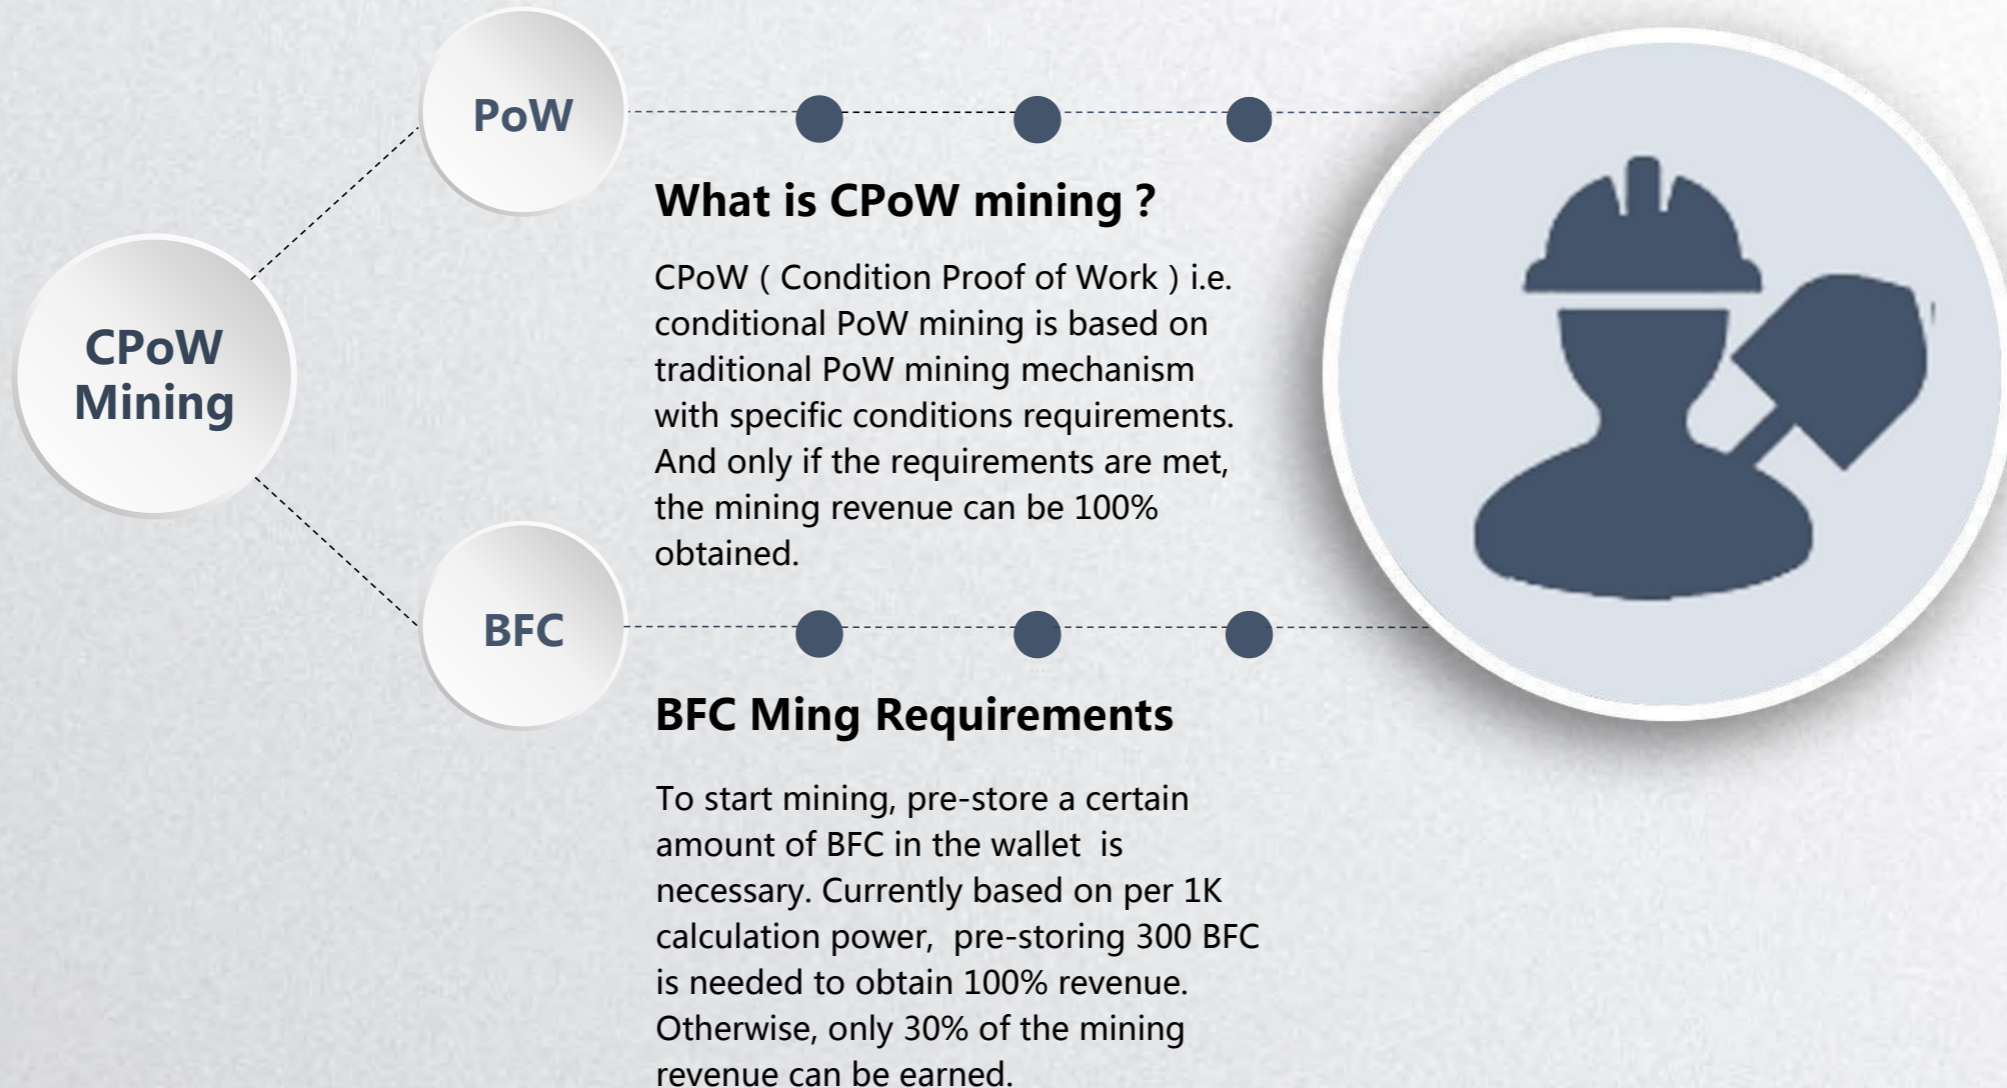 PoW
What is CPoW mining ?
CPoW ( Condition Proof of Work ) i.e.
conditional PoW mining is based on
traditional PoW mining mechanism
with specific conditions requirements.
And only if the requirements are met,
the mining revenue can be 100%
obtained.
CPoW
Mining
BFC
BFC Ming Requirements
To start mining, pre-store a certain
amount of BFC in the wallet  is
necessary. Currently based on per 1K
calculation power,  pre-storing 300 BFC
is needed to obtain 100% revenue.
Otherwise, only 30% of the mining
revenue can be earned.